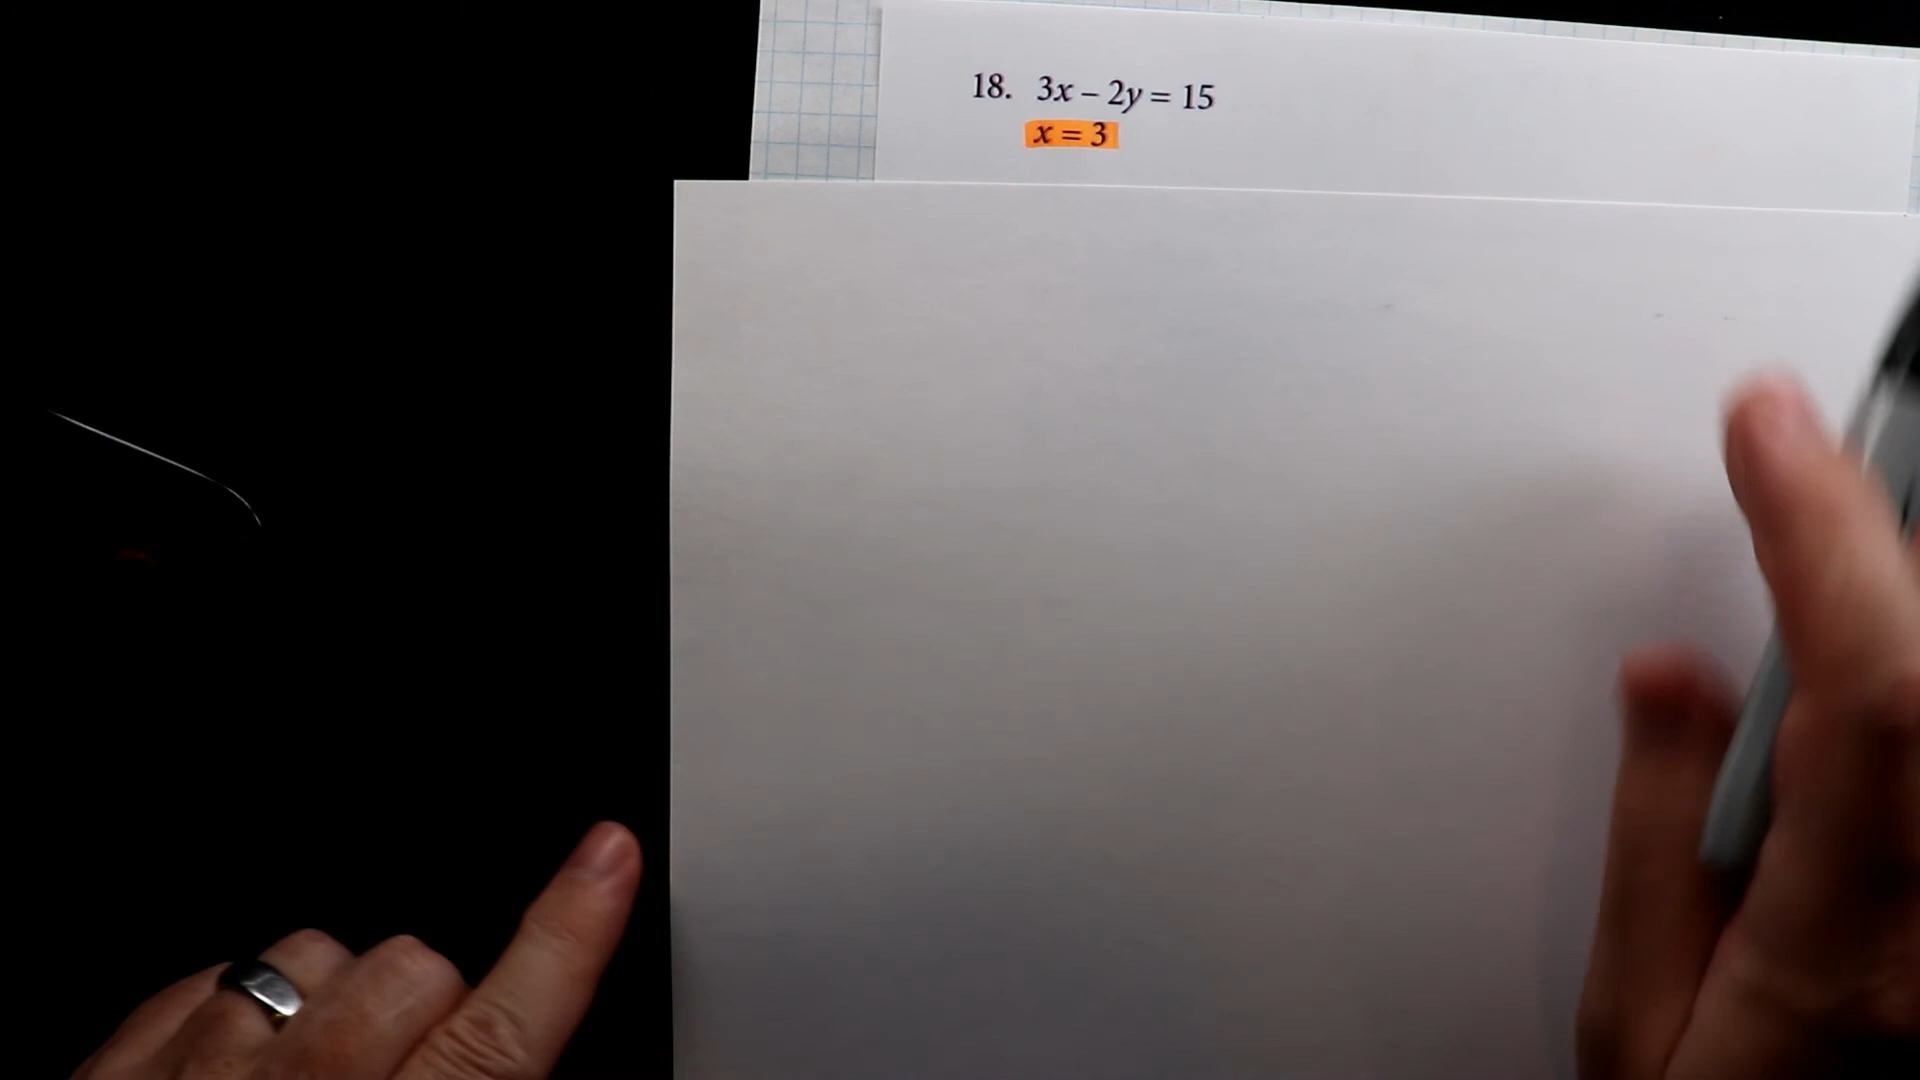 18. 3x – 2y = 15
x = 3